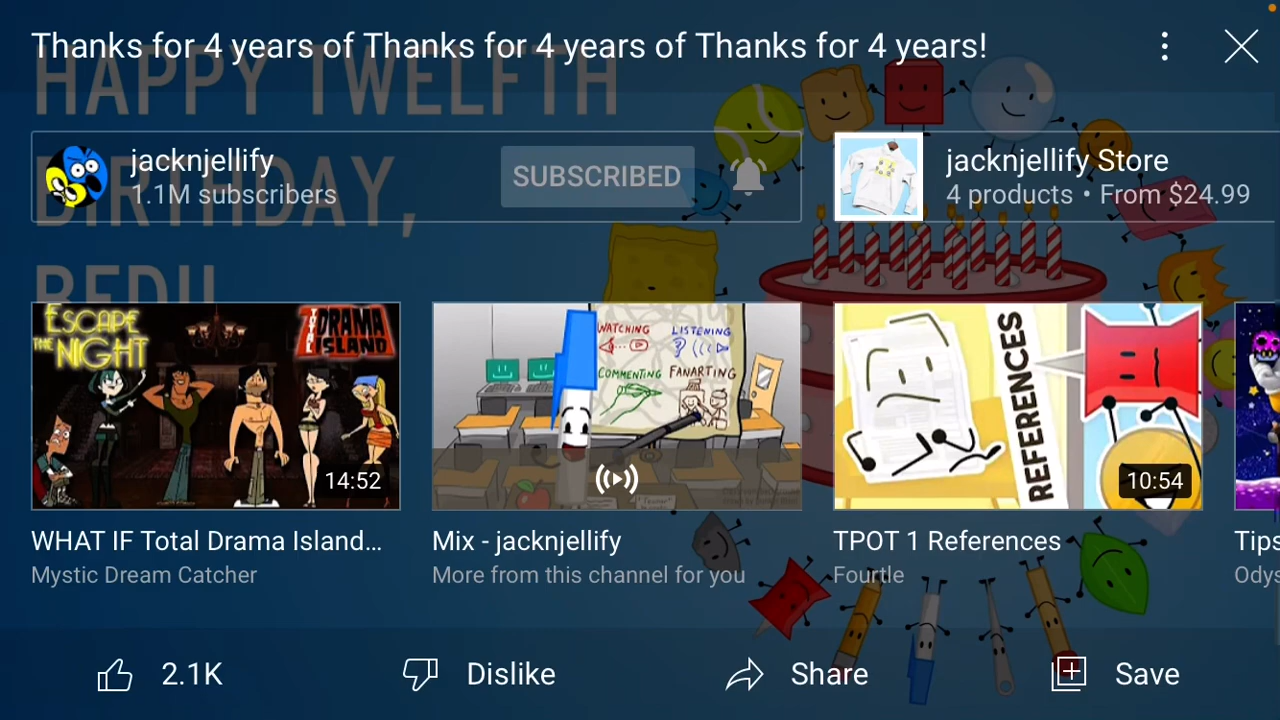 Thanks for 4 years of Thanks for 4 years of Thanks for 4 years!
HAPPY TWELFTH
BIRTHDAY,
jacknjellify
1.1M subscribers
SUBSCRIBED
jacknjellify Store
4 products • From $24.99
ESCAPE
THE NIGHT
TOTAL
DRAMA
ISLAND
14:52
WATCHING
LISTENING
COMMENTING
FANARTING
REFERENCES
10:54
WHAT IF Total Drama Island...
Mystic Dream Catcher
Mix - jacknjellify
More from this channel for you
TPOT 1 References
Fourtle
Tips
Odys
2.1K
Dislike
Share
Save